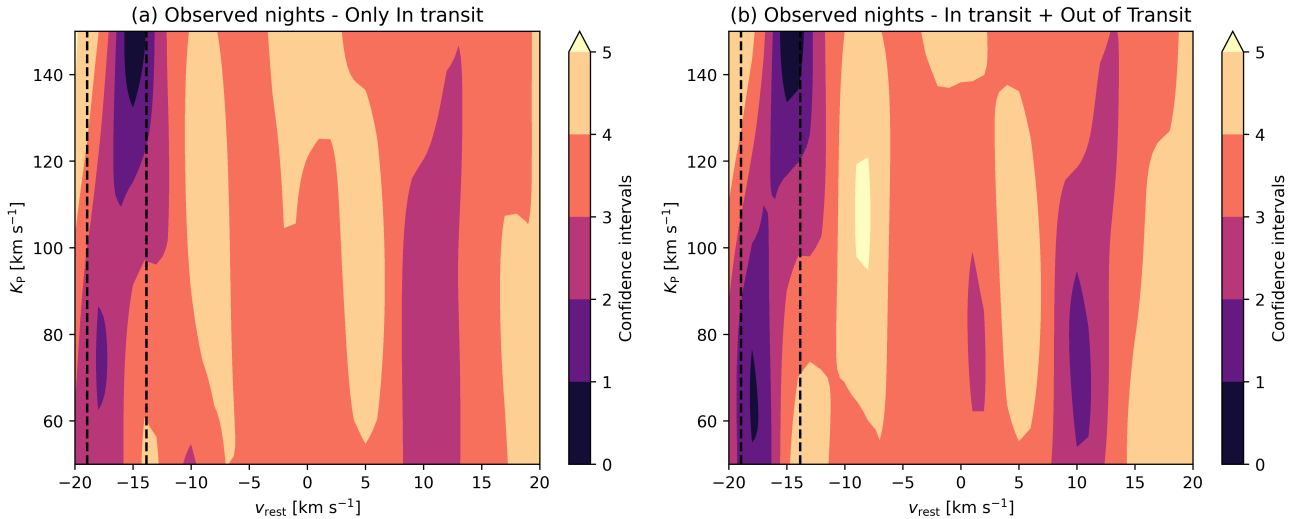 (a) Observed nights - Only In transit
(b) Observed nights - In transit + Out of Transit
140
120
100
80
60
K_P [km s⁻¹]
−20 −15 −10 −5 0 5 10 15 20
v_rest [km s⁻¹]
5
4
3
2
1
0
Confidence intervals
140
120
100
80
60
K_P [km s⁻¹]
−20 −15 −10 −5 0 5 10 15 20
v_rest [km s⁻¹]
5
4
3
2
1
0
Confidence intervals